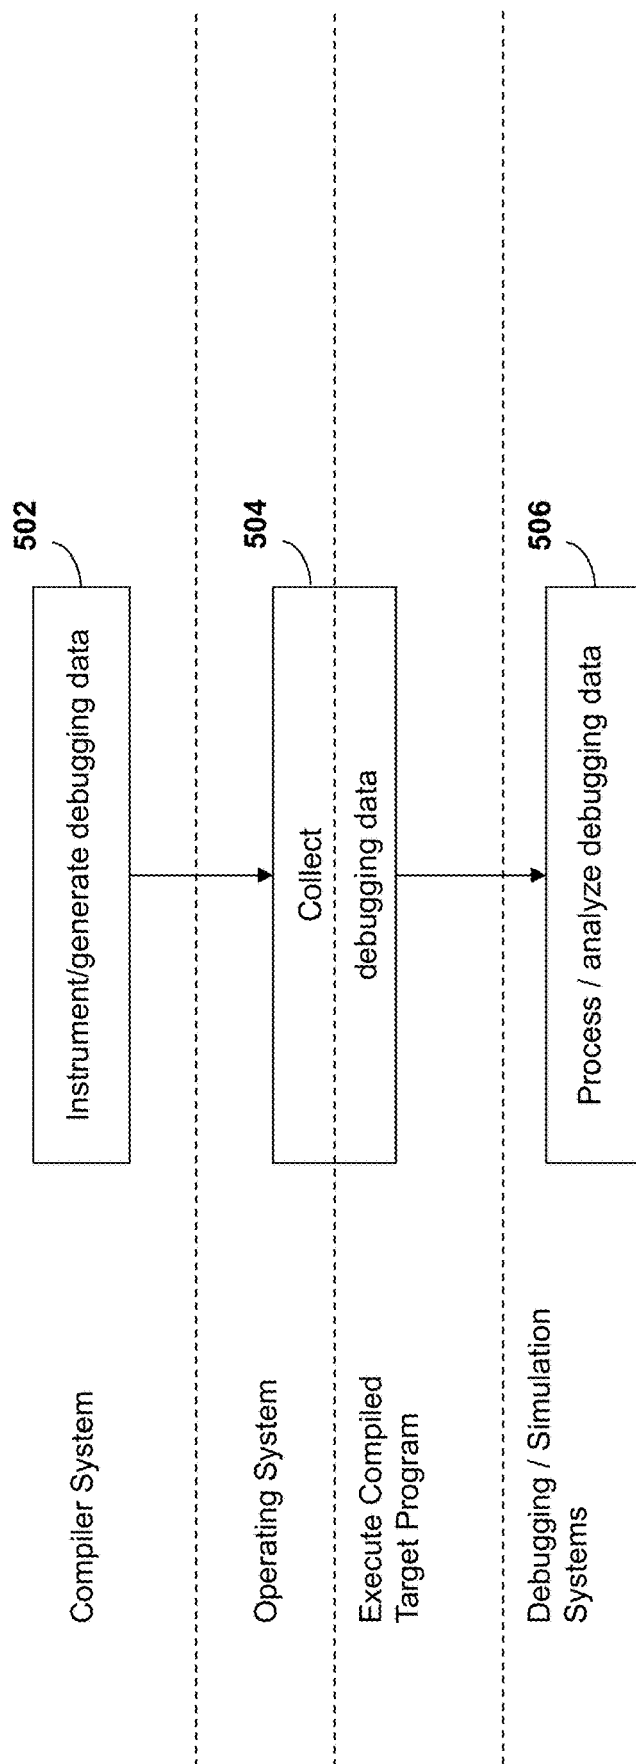 Compiler System
Instrument/generate debugging data
502
Operating System
Collect
504
Execute Compiled
Target Program
debugging data
Debugging / Simulation
Systems
Process / analyze debugging data
506